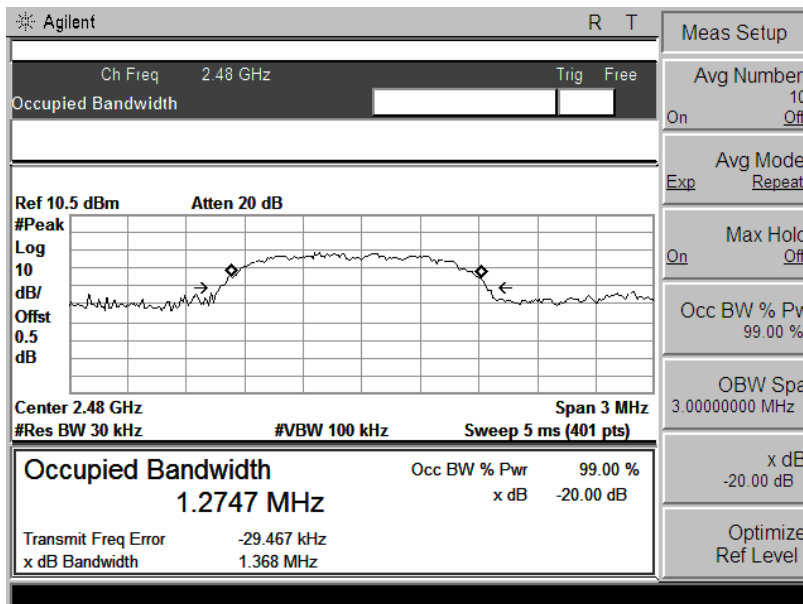 Agilent R T
Ch Freq 2.48 GHz Trig Free
Occupied Bandwidth
Ref 10.5 dBm Atten 20 dB
#Peak
Log
10
dB/
Offst
0.5
dB
Center 2.48 GHz Span 3 MHz
#Res BW 30 kHz #VBW 100 kHz Sweep 5 ms (401 pts)
Occupied Bandwidth
1.2747 MHz
Occ BW % Pwr 99.00 %
x dB -20.00 dB
Transmit Freq Error -29.467 kHz
x dB Bandwidth 1.368 MHz
Meas Setup
Avg Number
10
On Off
Avg Mode
Exp Repeat
Max Hold
On Off
Occ BW % Pw
99.00 %
OBW Spa
3.00000000 MHz
x dB
-20.00 dB
Optimize
Ref Level